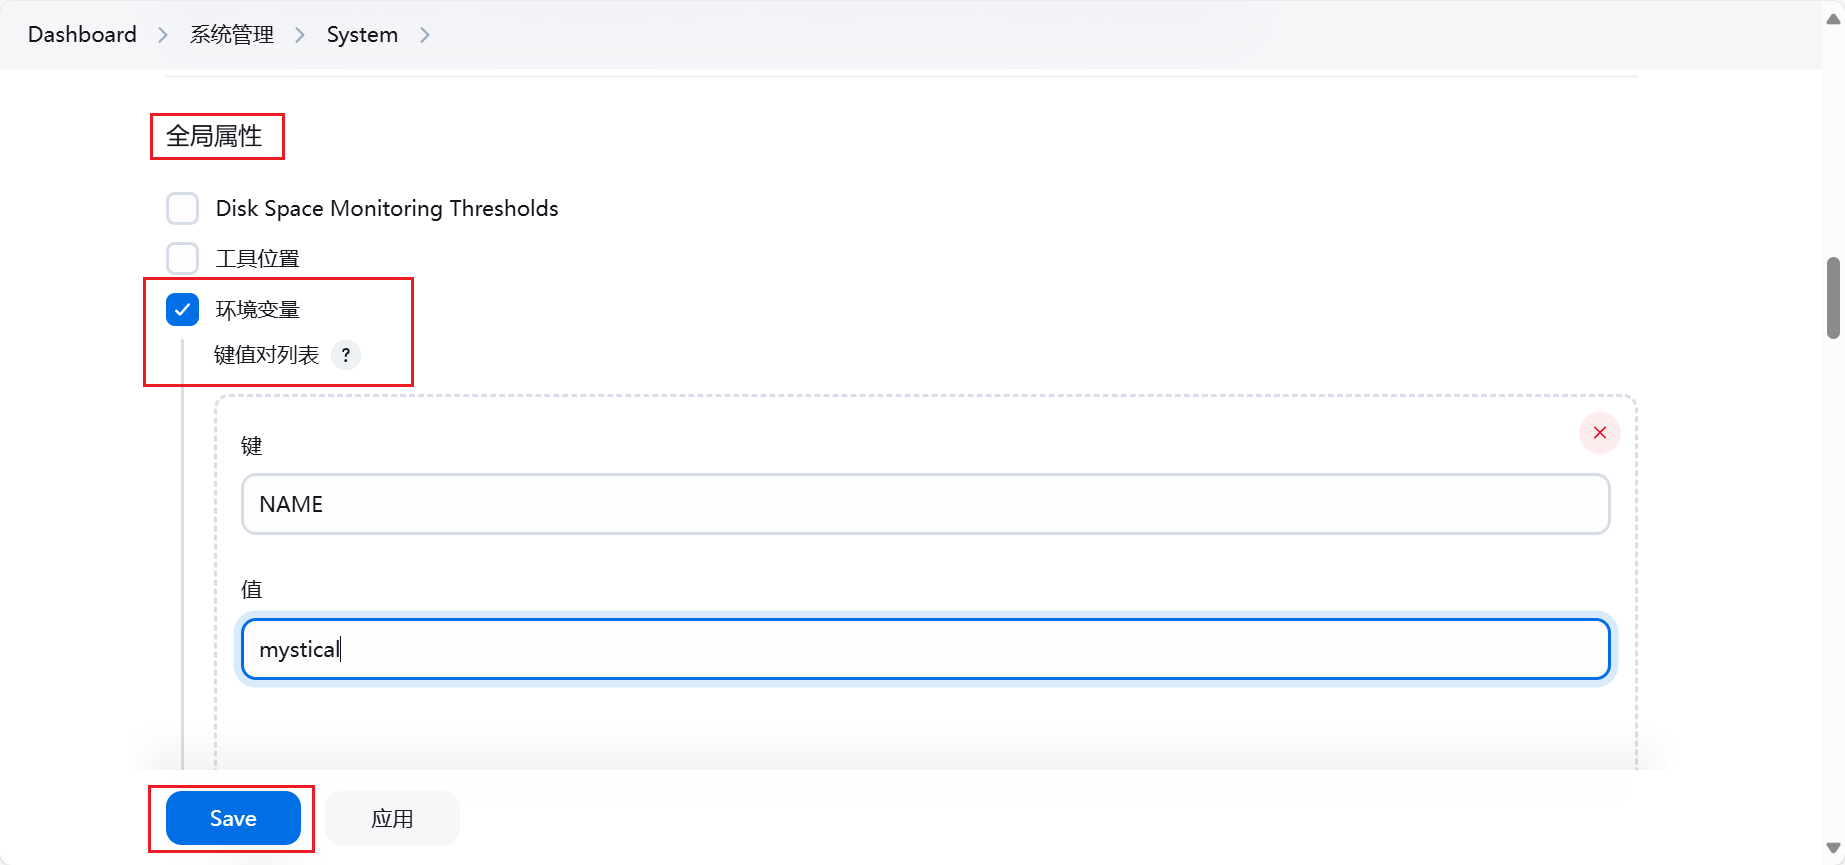 Dashboard > 系统管理 > System >
全局属性
Disk Space Monitoring Thresholds
工具位置
环境变量
键值对列表 ?
键
NAME
值
mystical
Save 应用